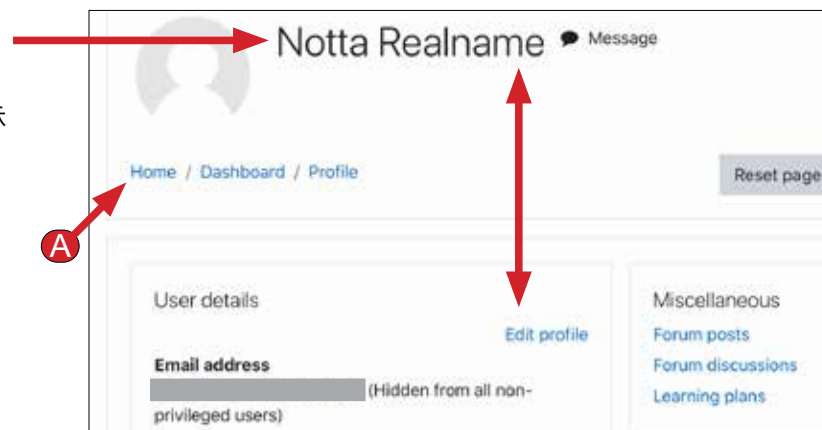 Notta Realname Message
Home / Dashboard / Profile
Reset page
A
User details
Edit profile
Email address
(Hidden from all non-
privileged users)
Miscellaneous
Forum posts
Forum discussions
Learning plans